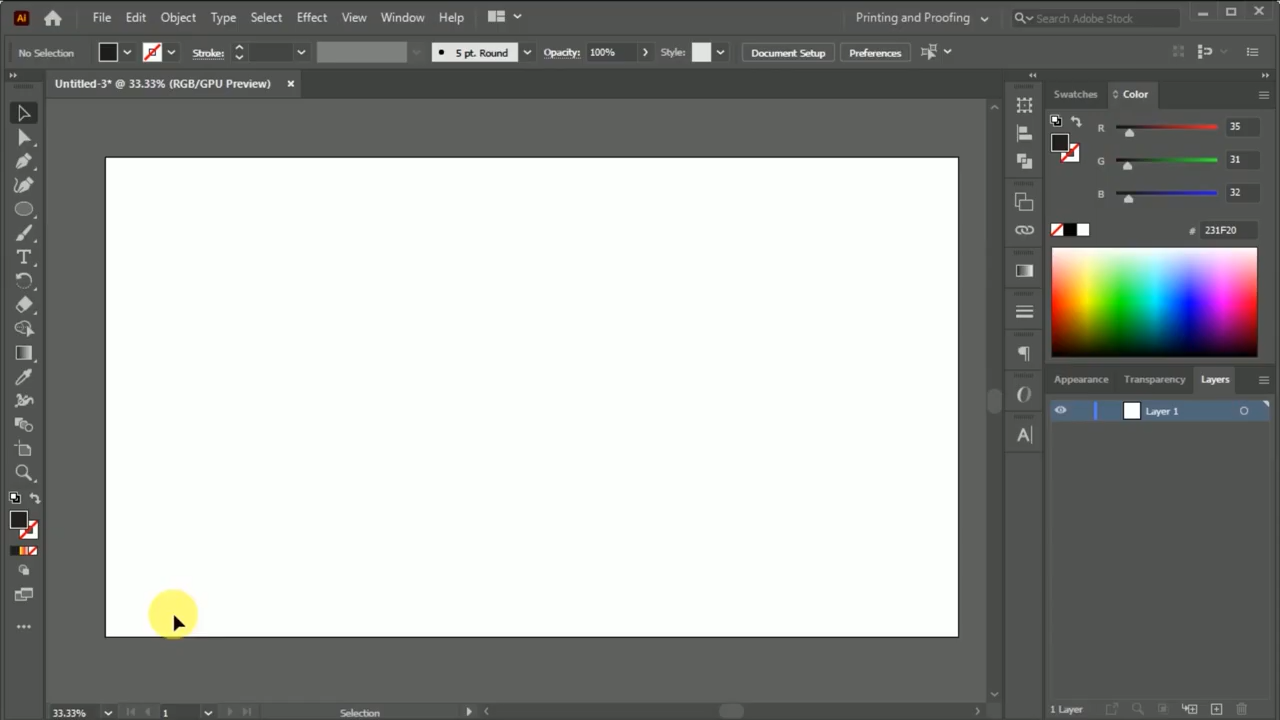 Ai File Edit Object Type Select Effect View Window Help Printing and Proofing Search Adobe Stock
No Selection Stroke: 5 pt. Round Opacity: 100% Style: Document Setup Preferences
Untitled-3* @ 33.33% (RGB/GPU Preview)
Swatches Color
R 35
G 31
B 32
# 231F20
Appearance Transparency Layers
Layer 1
1 Layer
33.33% 1 Selection